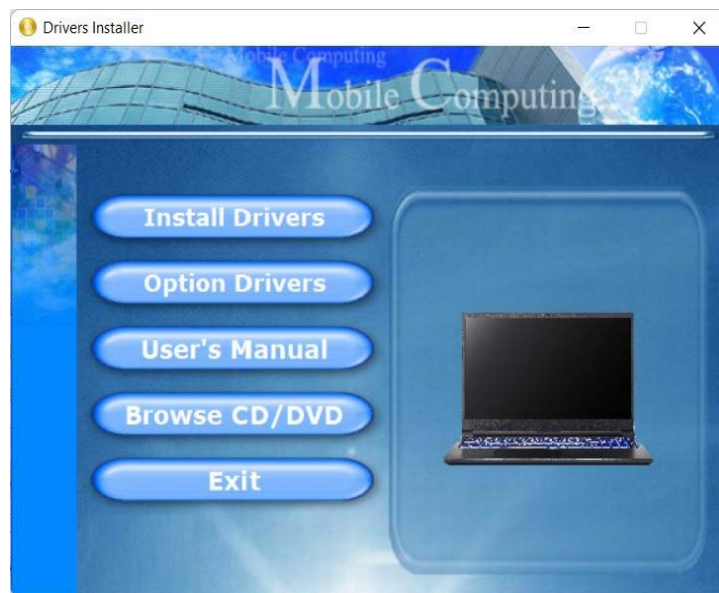 Drivers Installer
Mobile Computing
Mobile Computing
Install Drivers
Option Drivers
User's Manual
Browse CD/DVD
Exit